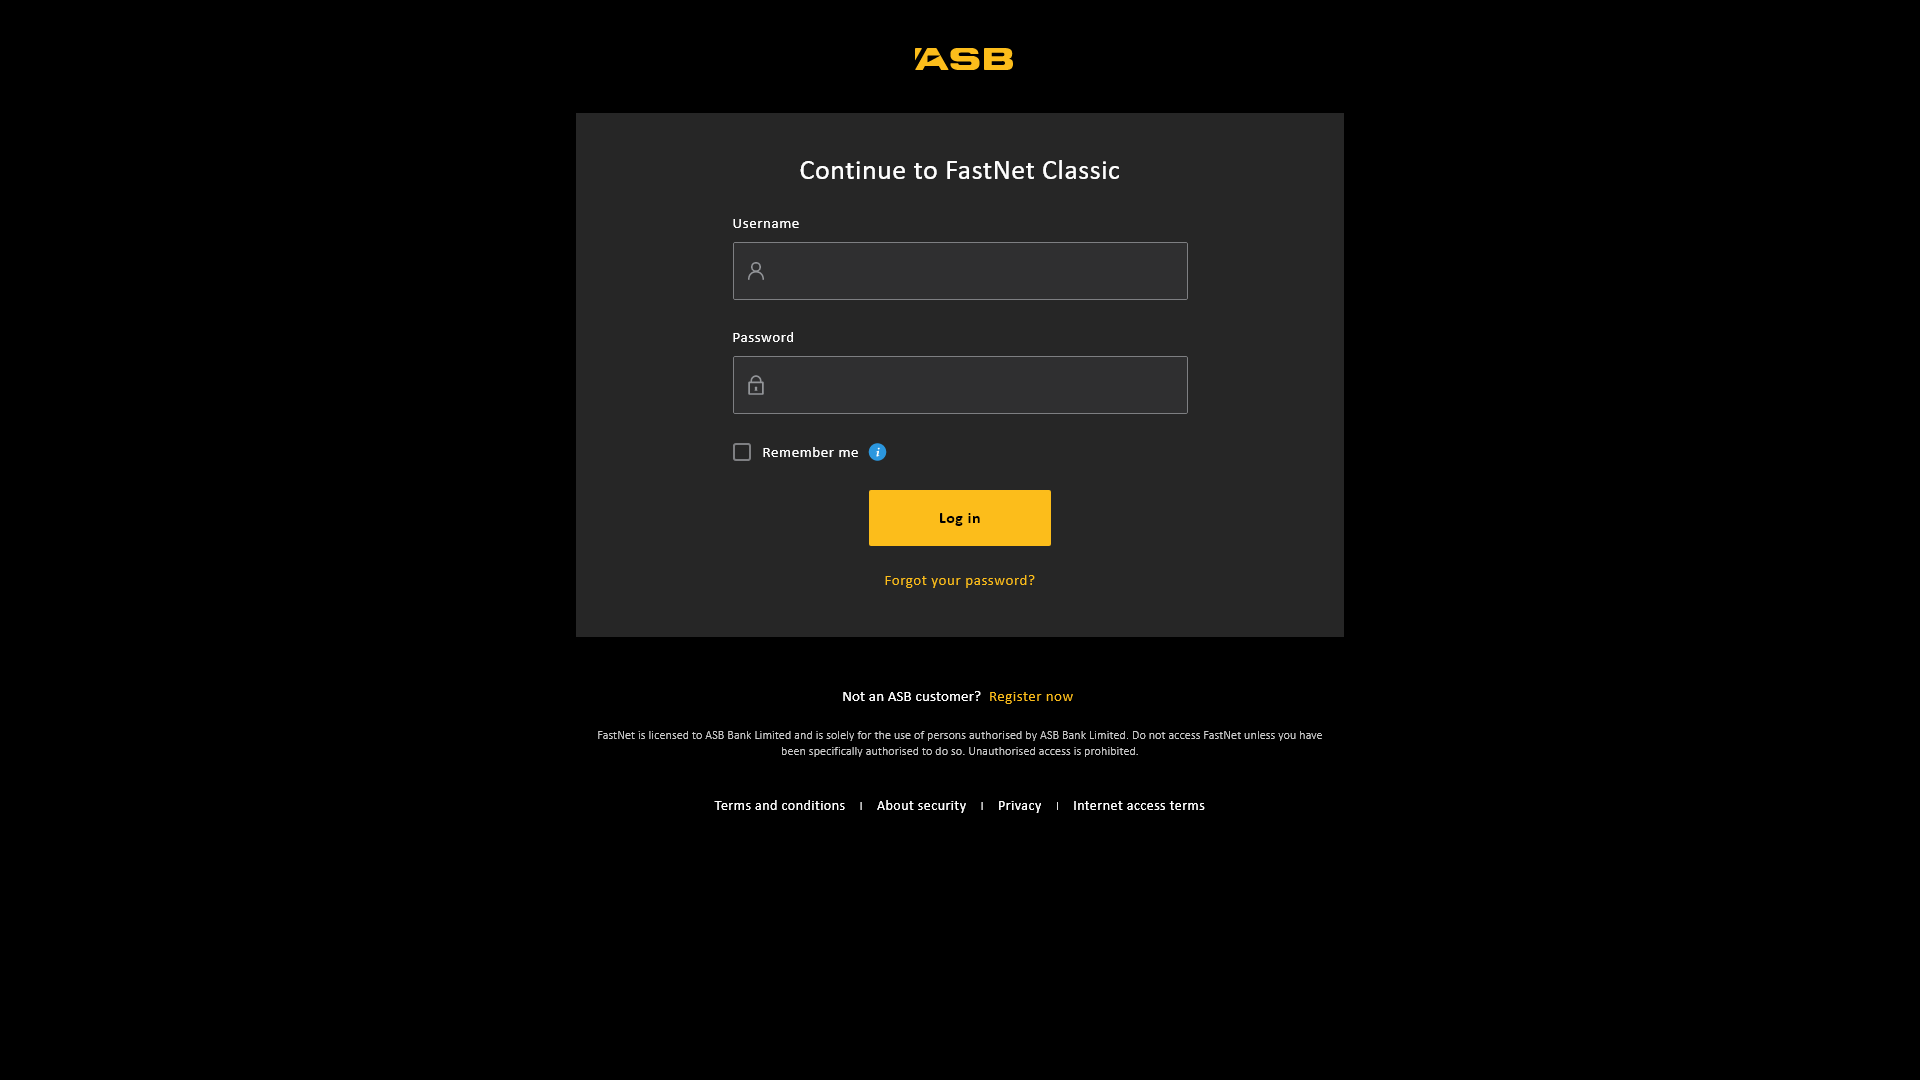 ASB
Continue to FastNet Classic
Username
Password
Remember me i
Log in
Forgot your password?
Not an ASB customer? Register now
FastNet is licensed to ASB Bank Limited and is solely for the use of persons authorised by ASB Bank Limited. Do not access FastNet unless you have
been specifically authorised to do so. Unauthorised access is prohibited.
Terms and conditions | About security | Privacy | Internet access terms